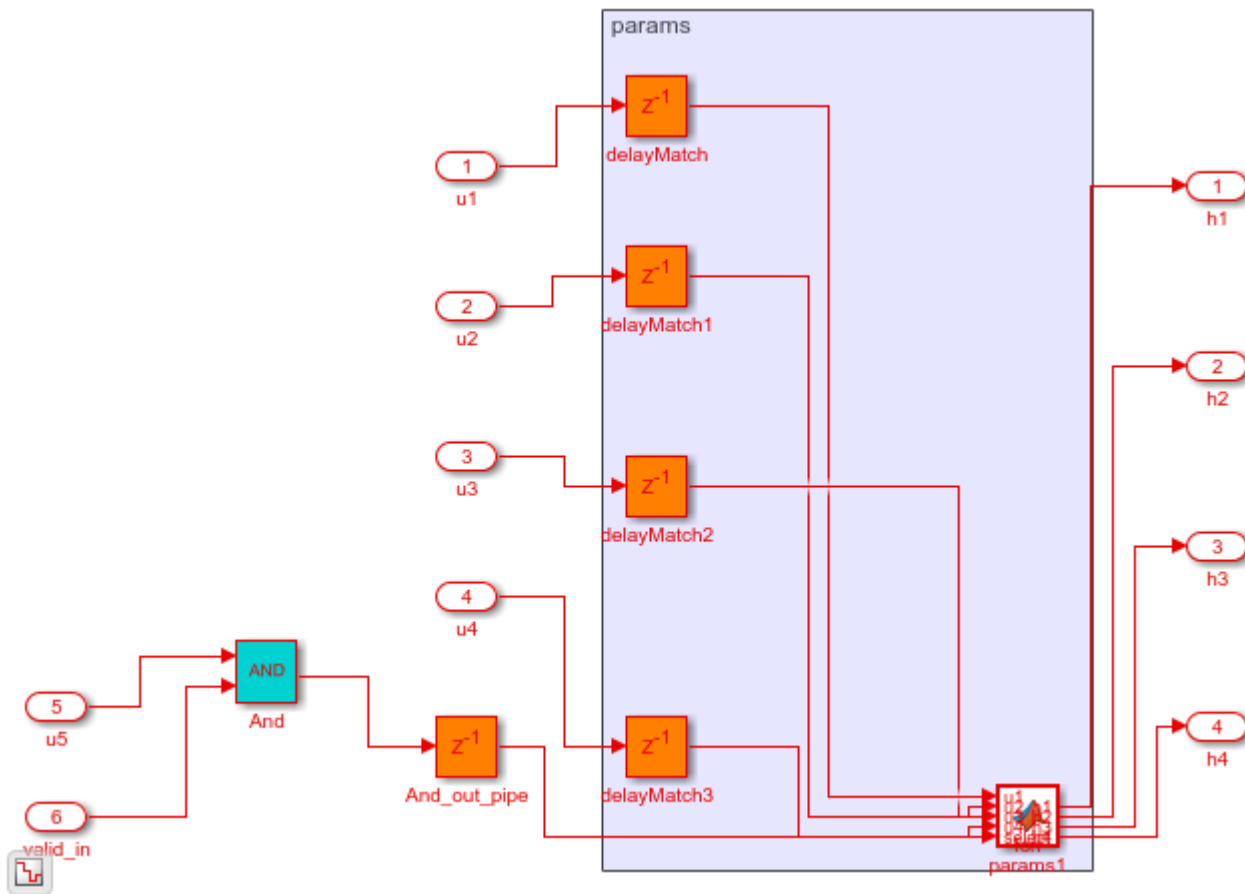 params
Z-1
delayMatch
1
u1
1
h1
Z-1
delayMatch1
2
u2
2
h2
3
u3
Z-1
delayMatch2
3
h3
4
u4
AND
And
5
u5
Z-1
And_out_pipe
Z-1
delayMatch3
4
h4
6
valid_in
u1
params1